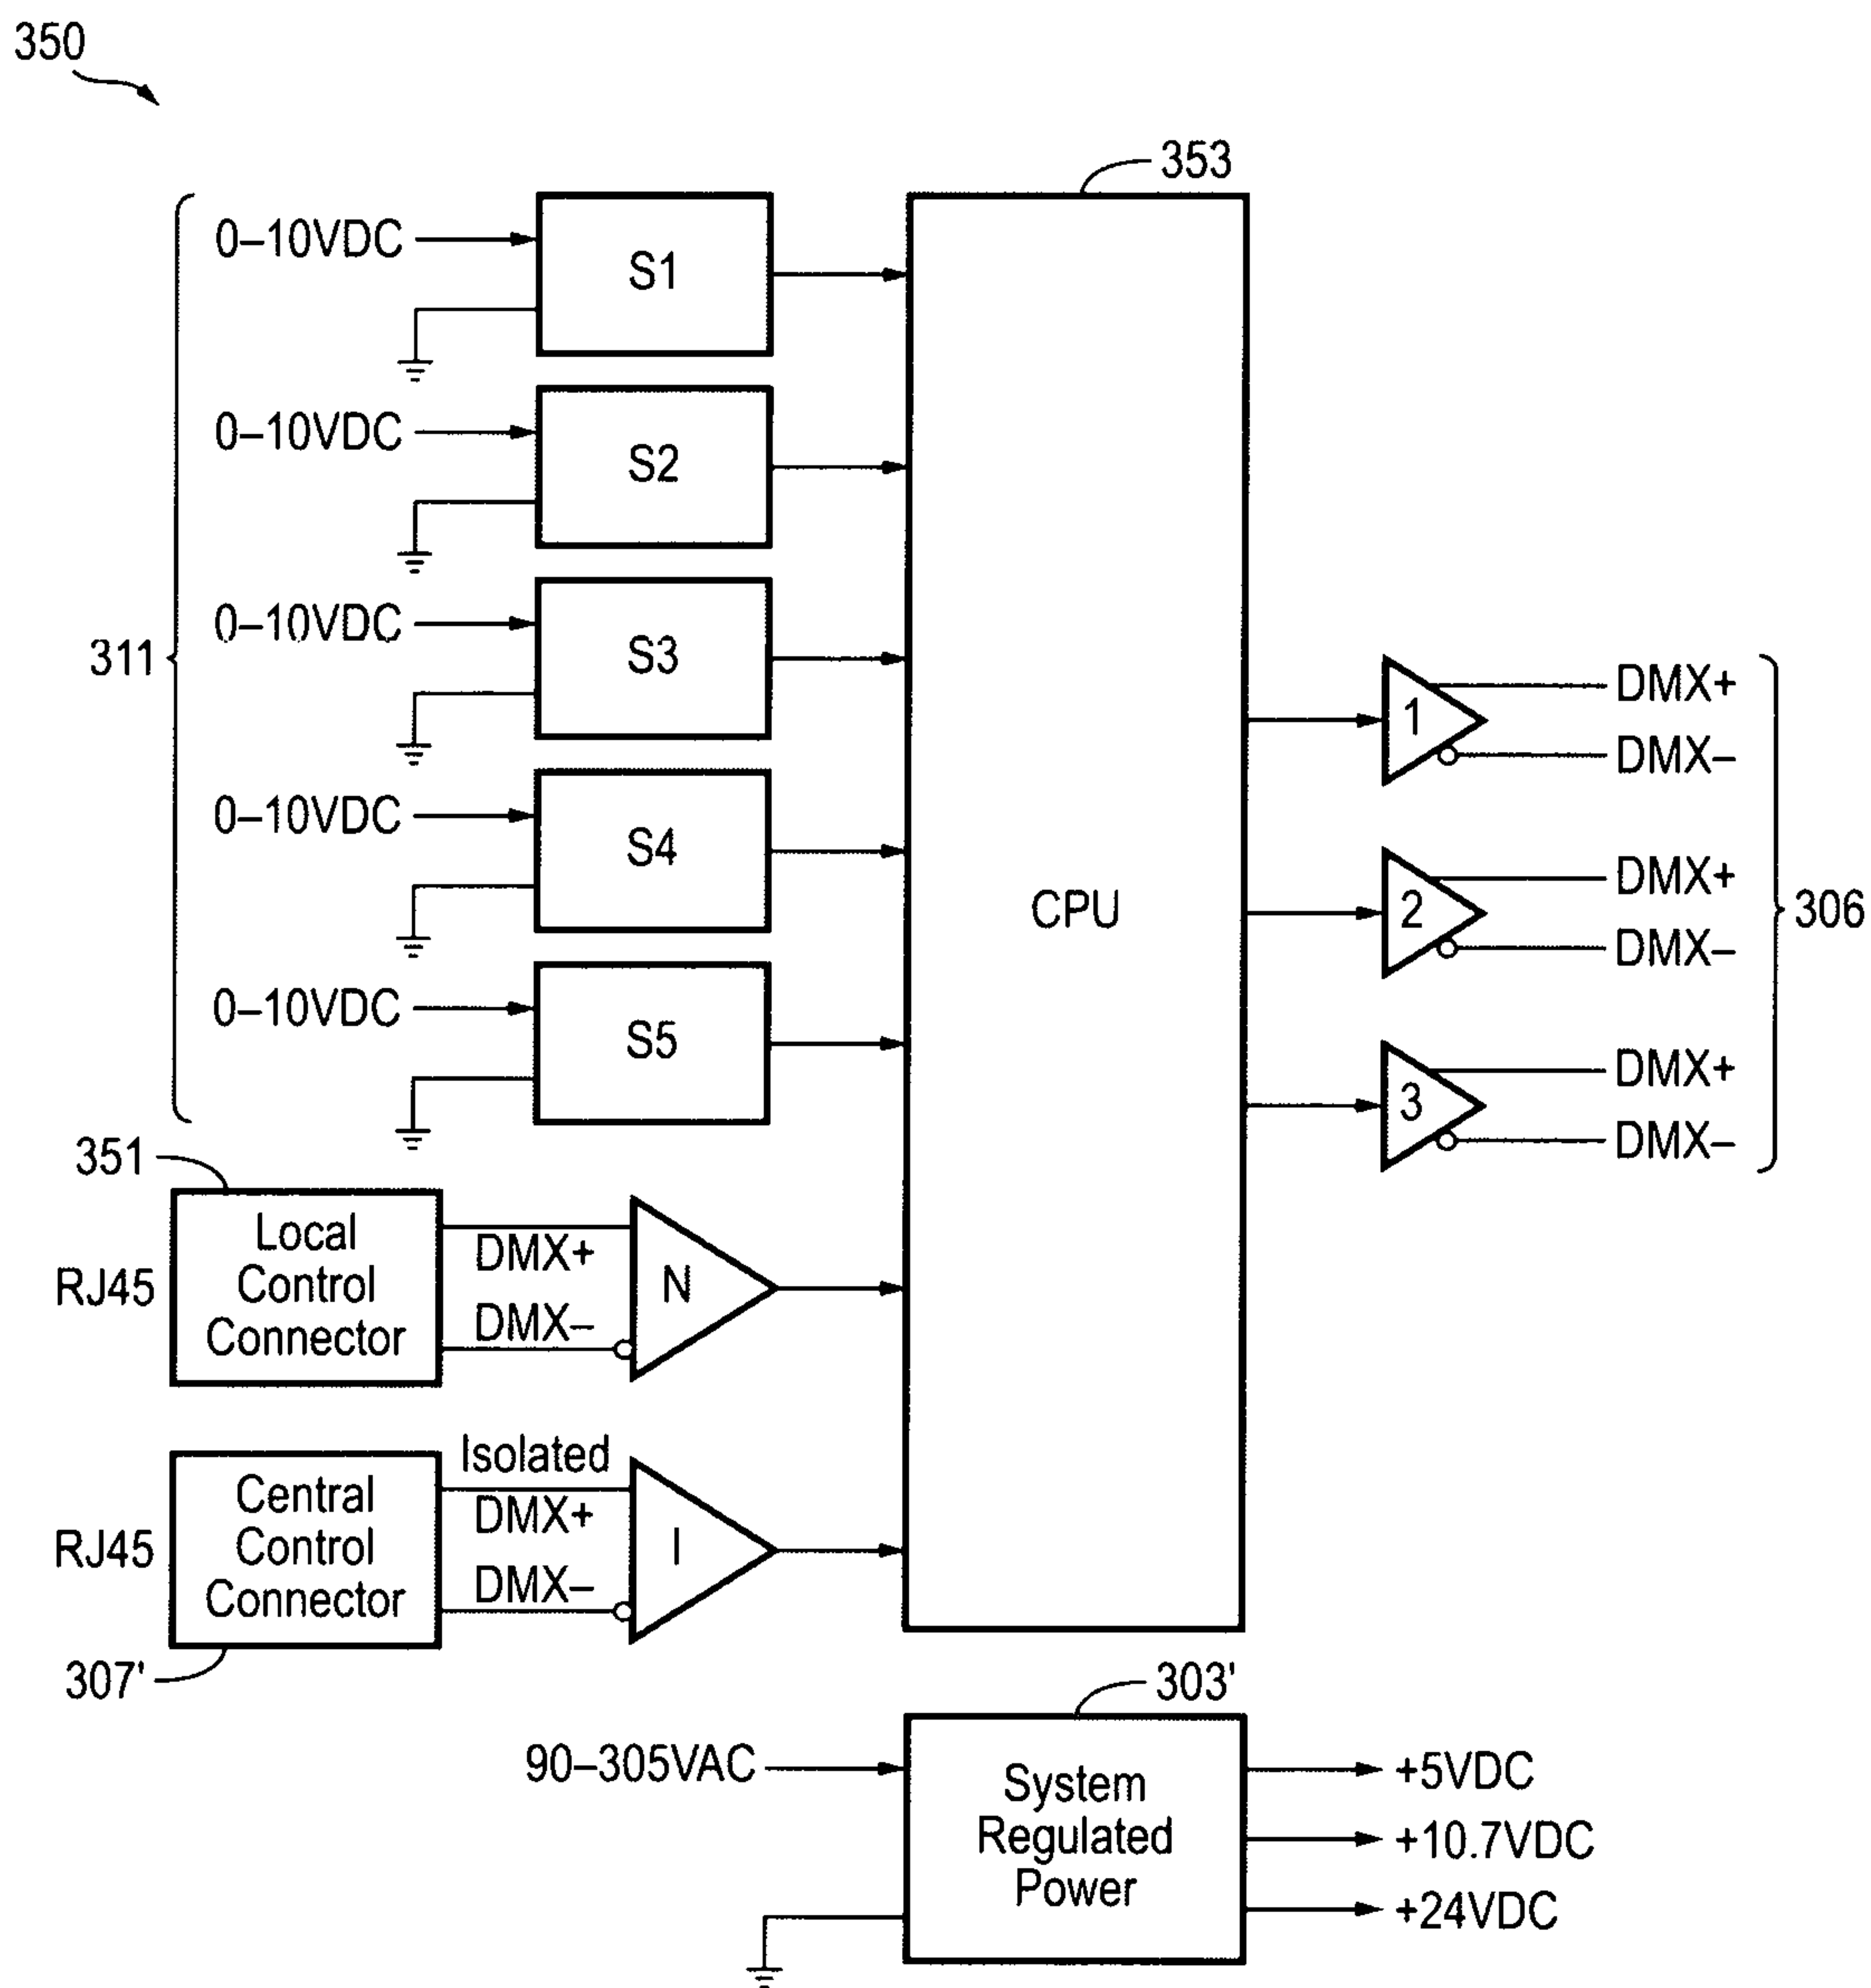 350
353
0–10VDC
S1
0–10VDC
S2
0–10VDC
S3
311
0–10VDC
S4
0–10VDC
S5
CPU
1
DMX+
DMX–
2
DMX+
DMX–
306
3
DMX+
DMX–
351
RJ45
Local
Control
Connector
DMX+
DMX–
N
RJ45
Central
Control
Connector
Isolated
DMX+
DMX–
I
307'
303'
90–305VAC
System
Regulated
Power
+5VDC
+10.7VDC
+24VDC